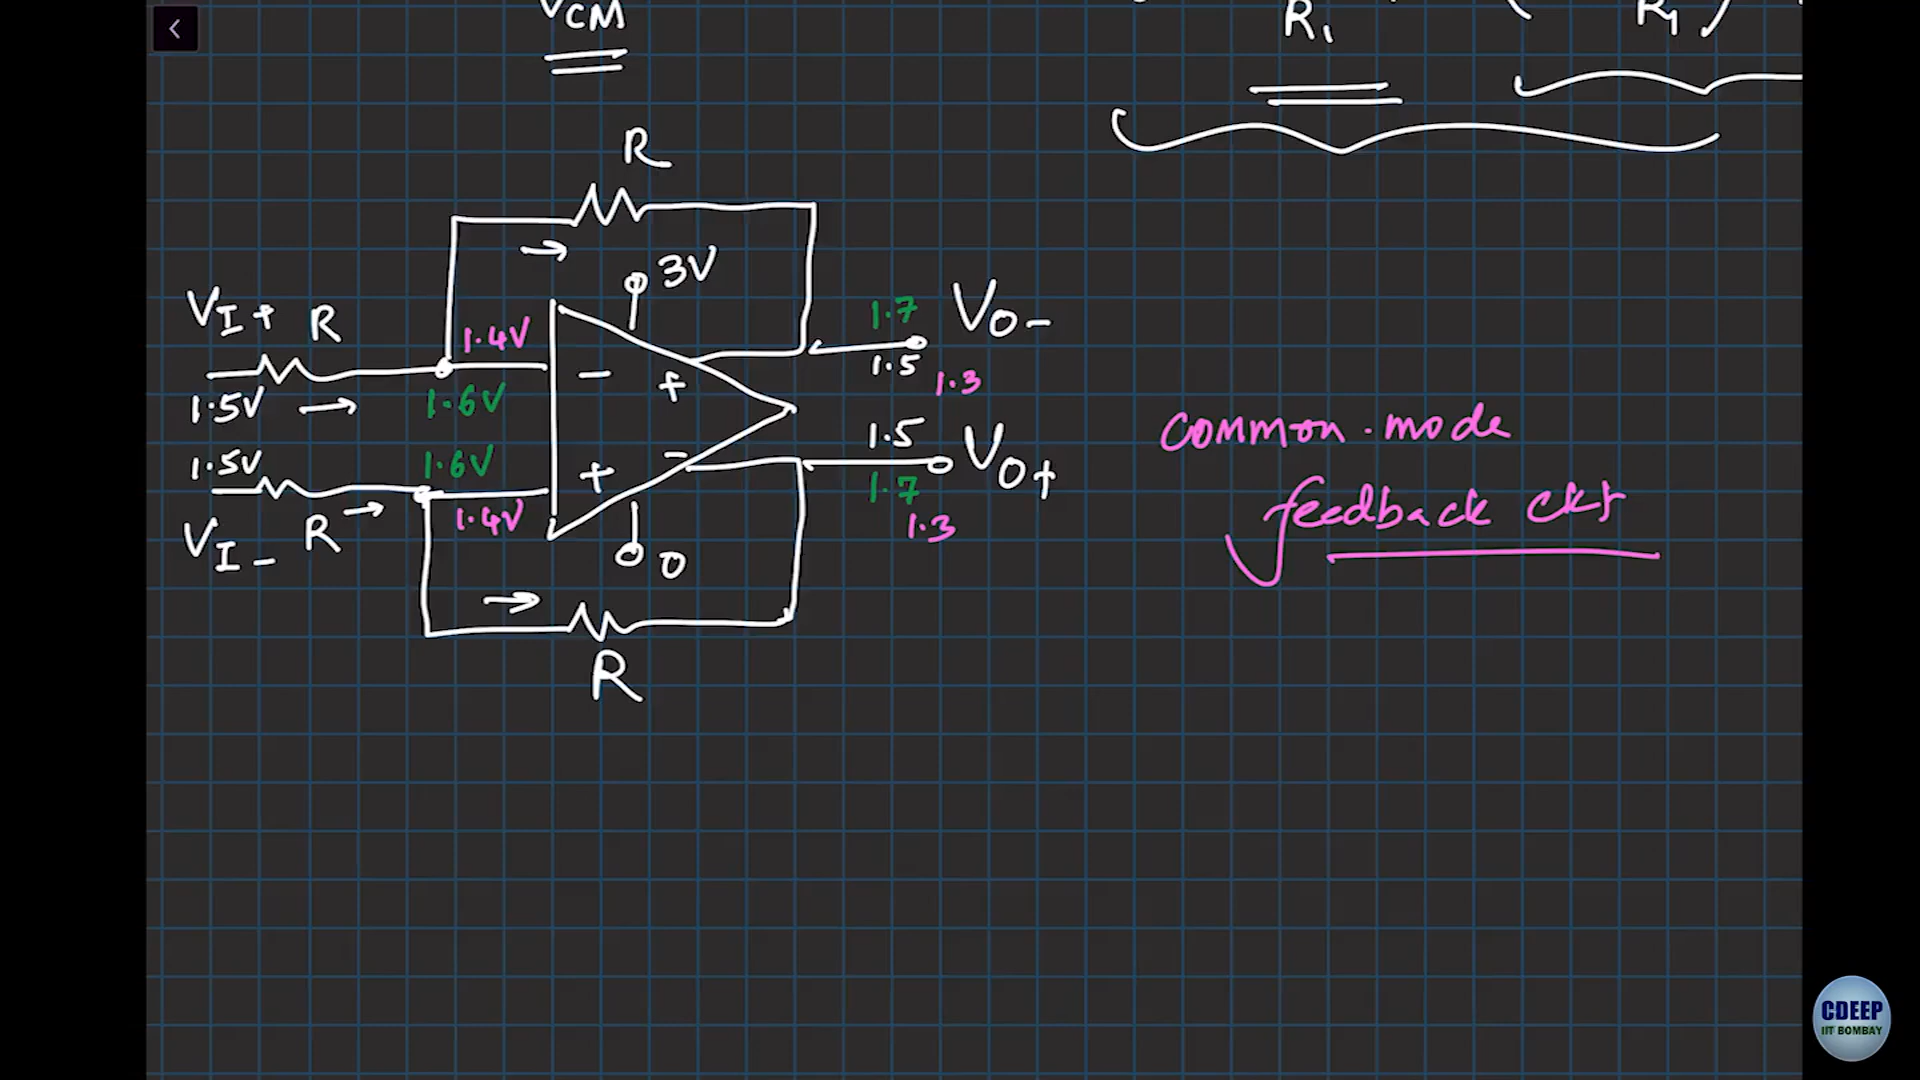 VCM
R1
R1
R
3V
VI+ R
1.4V
1.7
VO-
1.5
1.3
-
+
1.5V
1.6V
common-mode
1.5V
1.6V
1.5
VO+
+
-
1.7
1.3
feedback ckt
1.4V
VI- R
0
R
CDEEP
IIT BOMBAY